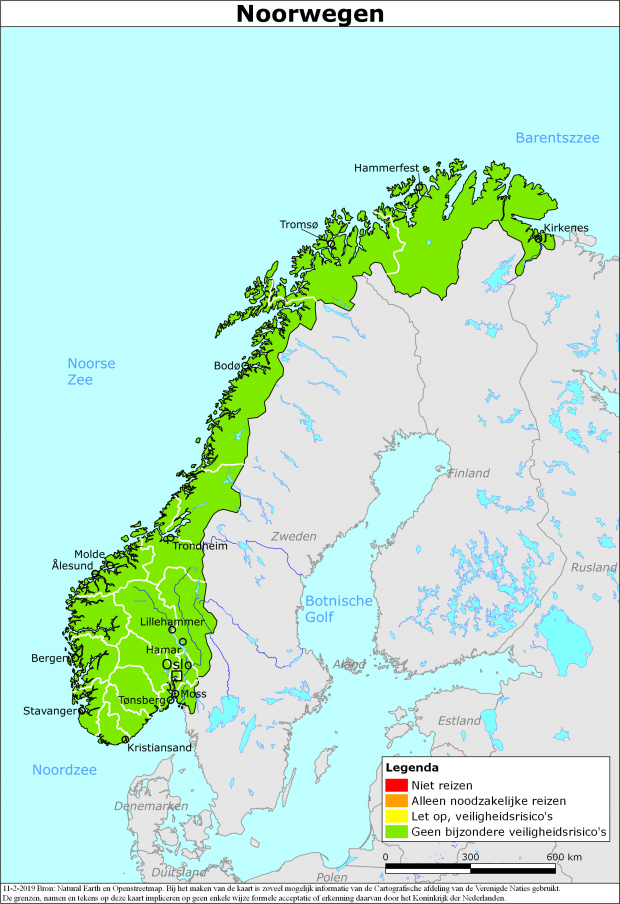 Noorwegen
Barentszzee
Hammerfest
Tromsø
Kirkenes
Noorse
Zee
Bodø
Finland
Zweden
Trondheim
Molde
Ålesund
Rusland
Botnische
Golf
Lillehammer
Hamar
Oslo
Bergen
Åland
Tønsberg
Moss
Stavanger
Estland
Kristiansand
Noordzee
Denemarken
Duitsland
Polen
Legenda
Niet reizen
Alleen noodzakelijke reizen
Let op, veiligheidsrisico's
Geen bijzondere veiligheidsrisico's
0 300 600 km
11-2-2019 Bron: Natural Earth en Openstreetmap. Bij het maken van de kaart is zoveel mogelijk informatie van de Cartografische afdeling van de Verenigde Naties gebruikt.
De grenzen, namen en tekens op deze kaart impliceren op geen enkele wijze formele acceptatie of erkenning daarvan door het Koninkrijk der Nederlanden.